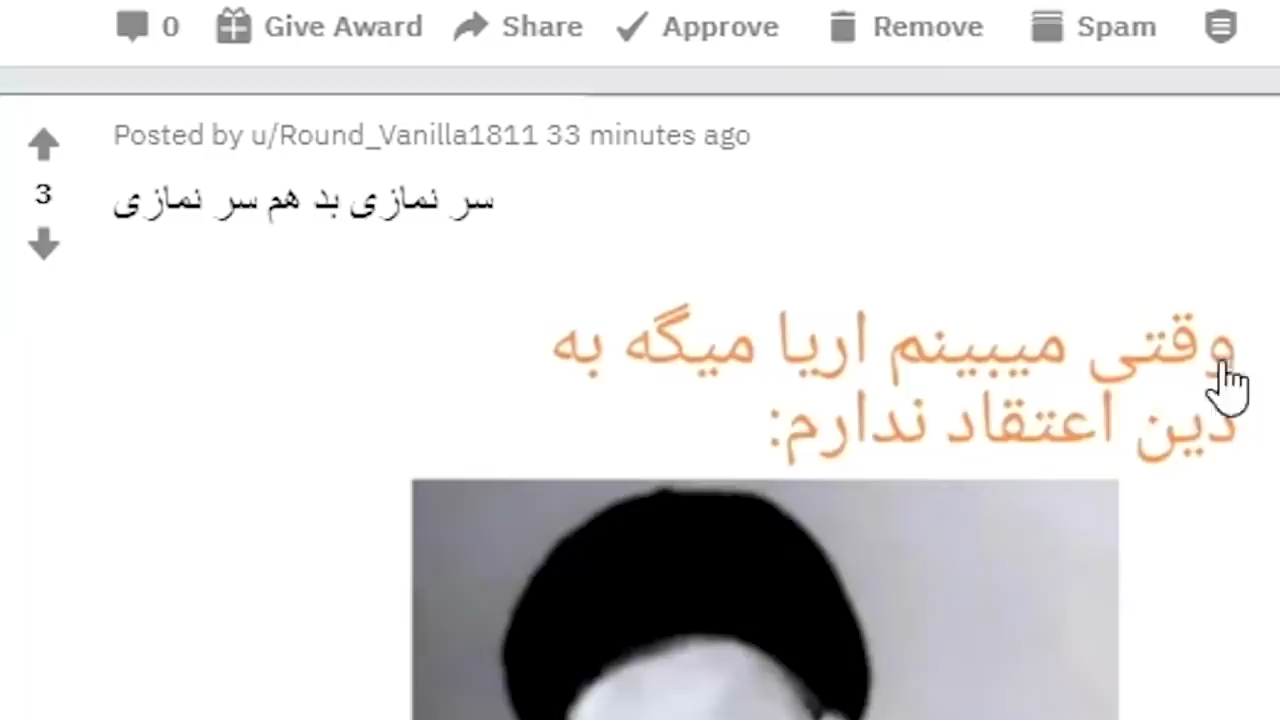 0 Give Award Share Approve Remove Spam
Posted by u/Round_Vanilla1811 33 minutes ago
3
سر نمازی بد هم سر نمازی
وقتی میبینم اریا میگه به
دین اعتقاد ندارم: